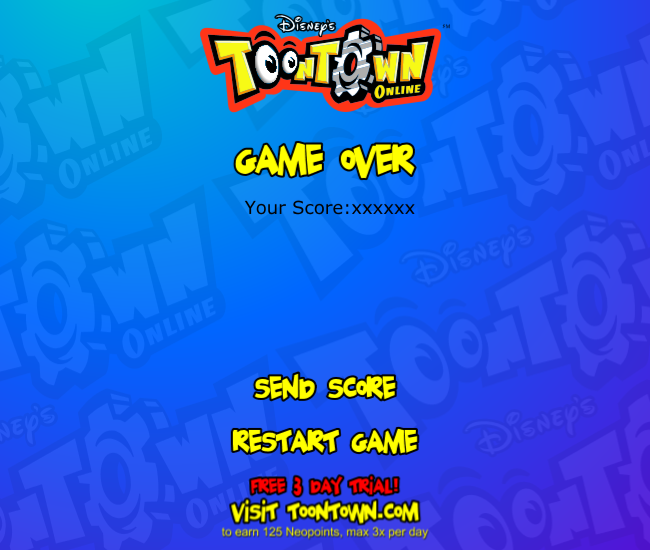 Disney's
TOONTOWN
ONLINE
™
GAME OVER
Your Score:xxxxxx
SEND SCORE
RESTART GAME
FREE 3 DAY TRIAL!
VISIT TOONTOWN.COM
to earn 125 Neopoints, max 3x per day